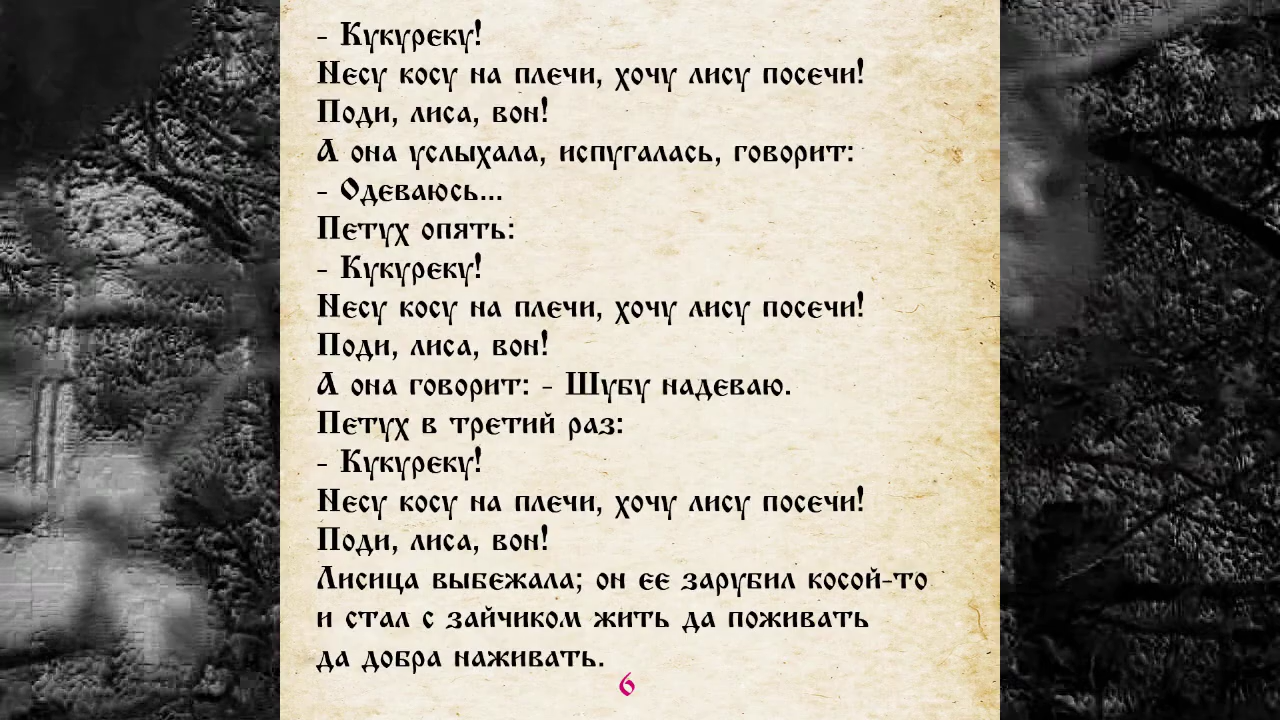 - Кукуреку!
Несу косу на плечи, хочу лису посечи!
Поди, лиса, вон!
А она услыхала, испугалась, говорит:
- Одеваюсь...
Петух опять:
- Кукуреку!
Несу косу на плечи, хочу лису посечи!
Поди, лиса, вон!
А она говорит: - Шубу надеваю.
Петух в третий раз:
- Кукуреку!
Несу косу на плечи, хочу лису посечи!
Поди, лиса, вон!
Лисица выбежала; он ее зарубил косой-то
и стал с зайчиком жить да поживать
да добра наживать.
6